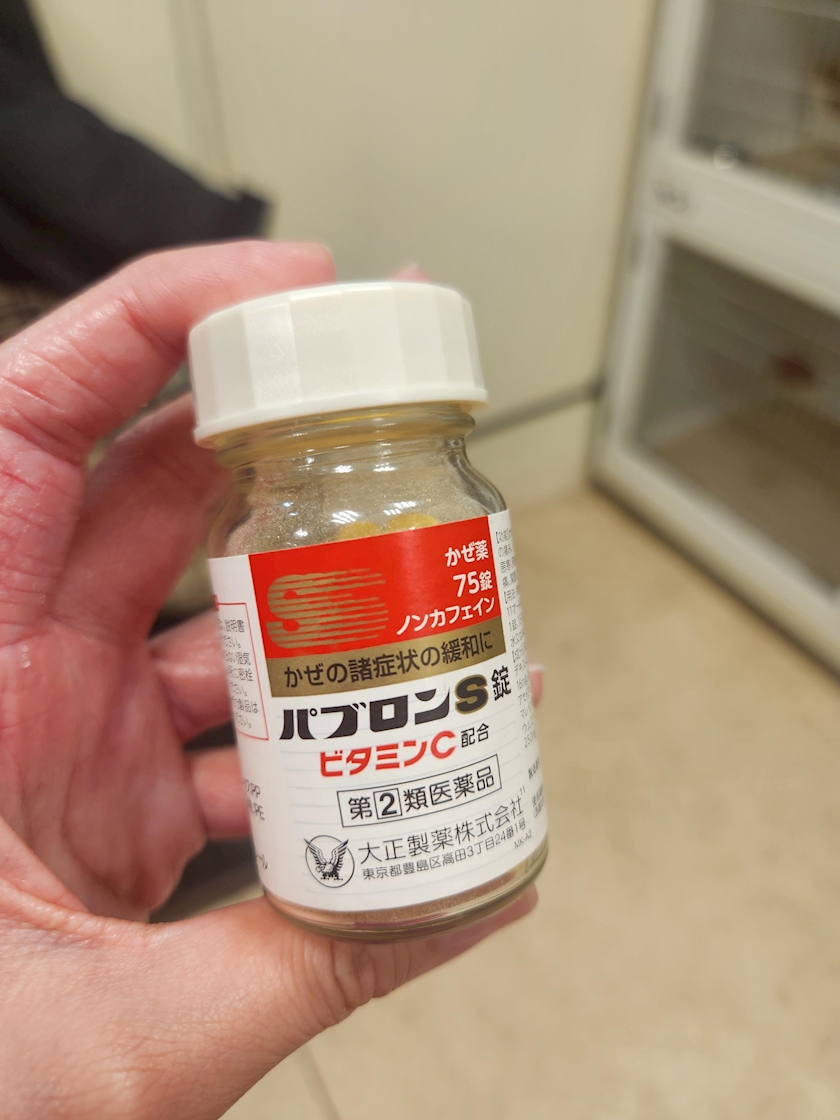 かぜ薬
75錠
ノンカフェイン
S
かぜの諸症状の緩和に
パブロンS錠
ビタミンC配合
第②類医薬品
大正製薬株式会社
東京都豊島区高田3丁目24番1号
説明書